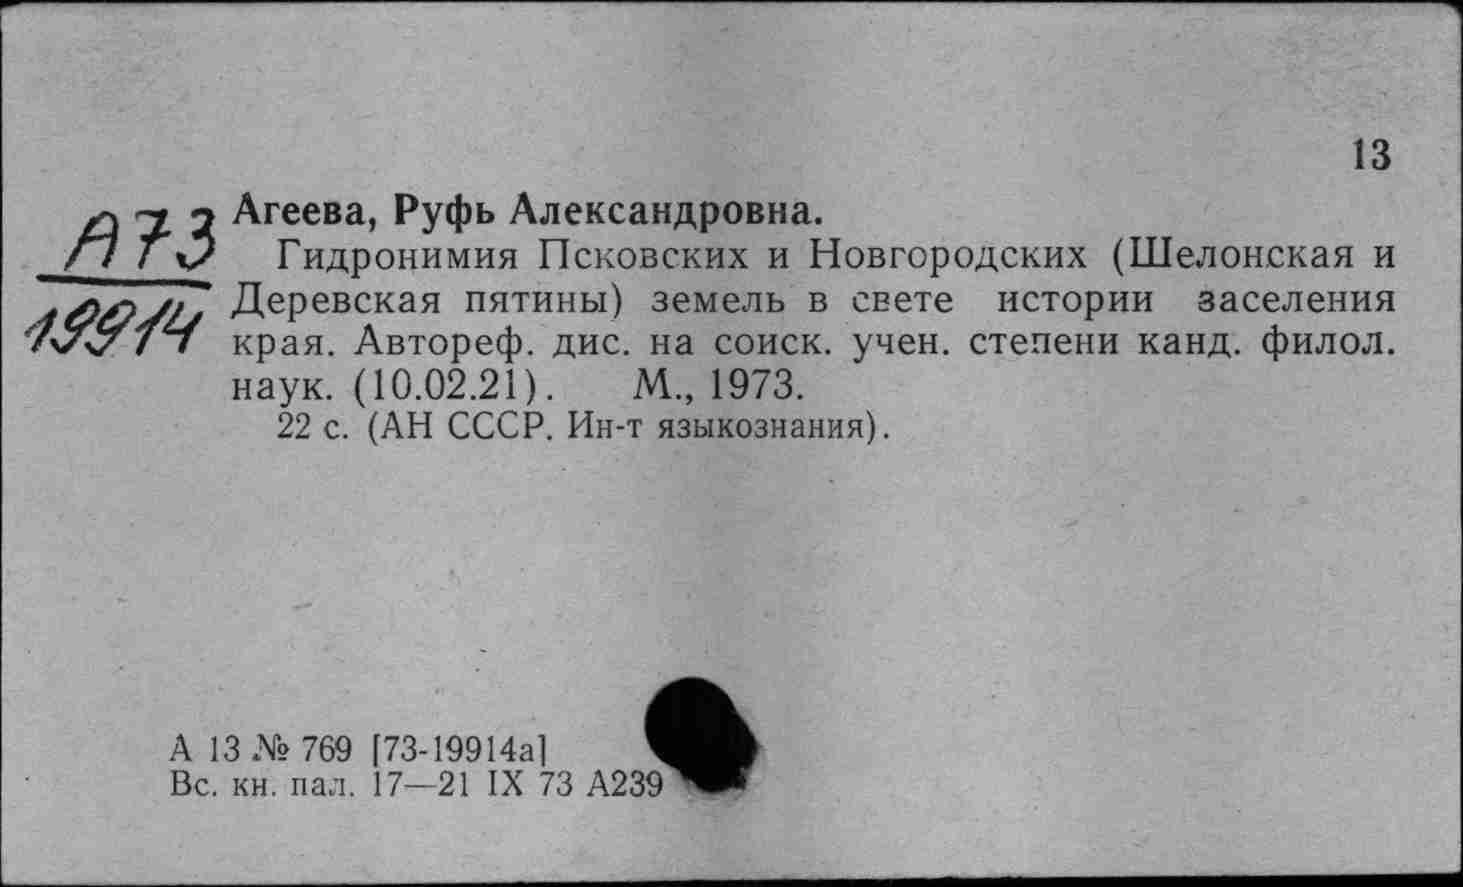 13
А73
19914
Агеева, Руфь Александровна.
Гидронимия Псковских и Новгородских (Шелонская и
Деревская пятины) земель в свете истории заселения
края. Автореф. дис. на соиск. учен. степени канд. филол.
наук. (10.02.21). М., 1973.
22 с. (АН СССР. Ин-т языкознания).
А 13 № 769 [73-19914а]
Вс. кн. пал. 17—21 IX 73 А239